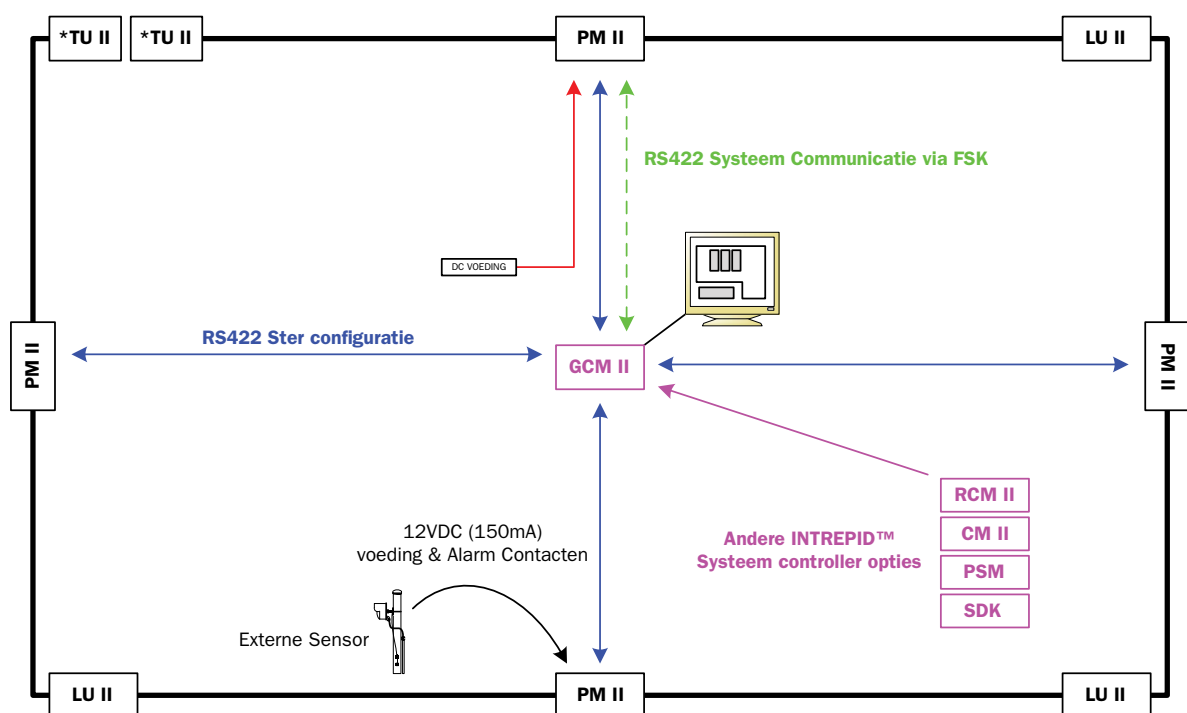 *TU II
*TU II
PM II
LU II
RS422 Systeem Communicatie via FSK
DC VOEDING
RS422 Ster configuratie
PM II
GCM II
PM II
RCM II
CM II
PSM
SDK
Andere INTREPID™
Systeem controller opties
12VDC (150mA)
voeding & Alarm Contacten
Externe Sensor
LU II
PM II
LU II